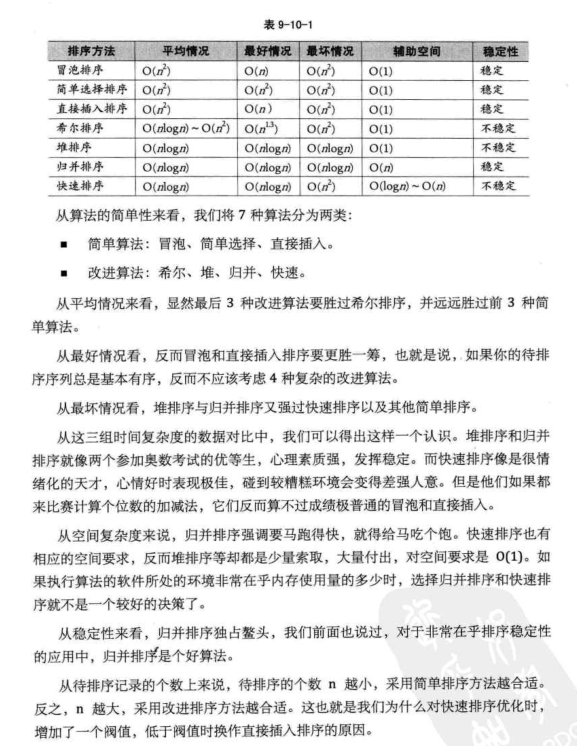 表 9-10-1
排序方法 平均情况 最好情况 最坏情况 辅助空间 稳定性
冒泡排序 O(n²) O(n) O(n²) O(1) 稳定
简单选择排序 O(n²) O(n²) O(n²) O(1) 稳定
直接插入排序 O(n²) O(n) O(n²) O(1) 稳定
希尔排序 O(nlogn)~O(n²) O(n¹·³) O(n²) O(1) 不稳定
堆排序 O(nlogn) O(nlogn) O(nlogn) O(1) 不稳定
归并排序 O(nlogn) O(nlogn) O(nlogn) O(n) 稳定
快速排序 O(nlogn) O(nlogn) O(n²) O(logn)~O(n) 不稳定
从算法的简单性来看，我们将 7 种算法分为两类：
■ 简单算法：冒泡、简单选择、直接插入。
■ 改进算法：希尔、堆、归并、快速。
从平均情况来看，显然最后 3 种改进算法要胜过希尔排序，并远远胜过前 3 种简
单算法。
从最好情况看，反而冒泡和直接插入排序要更胜一筹，也就是说，如果你的待排
序序列总是基本有序，反而不应该考虑 4 种复杂的改进算法。
从最坏情况看，堆排序与归并排序又强过快速排序以及其他简单排序。
从这三组时间复杂度的数据对比中，我们可以得出这样一个认识。堆排序和归并
排序就像两个参加奥数考试的优等生，心理素质强，发挥稳定。而快速排序像是很情
绪化的天才，心情好时表现极佳，碰到较糟糕环境会变得差强人意。但是他们如果都
来比赛计算个位数的加减法，它们反而算不过成绩极普通的冒泡和直接插入。
从空间复杂度来说，归并排序强调要马跑得快，就得给马吃个饱。快速排序也有
相应的空间要求，反而堆排序等却都是少量索取，大量付出，对空间要求是 O(1)。如
果执行算法的软件所处的环境非常在乎内存使用量的多少时，选择归并排序和快速排
序就不是一个较好的决策了。
从稳定性来看，归并排序独占鳌头，我们前面也说过，对于非常在乎排序稳定性
的应用中，归并排序是个好算法。
从待排序记录的个数上来说，待排序的个数 n 越小，采用简单排序方法越合适。
反之，n 越大，采用改进排序方法越合适。这也就是我们为什么对快速排序优化时，
增加了一个阀值，低于阀值时换作直接插入排序的原因。